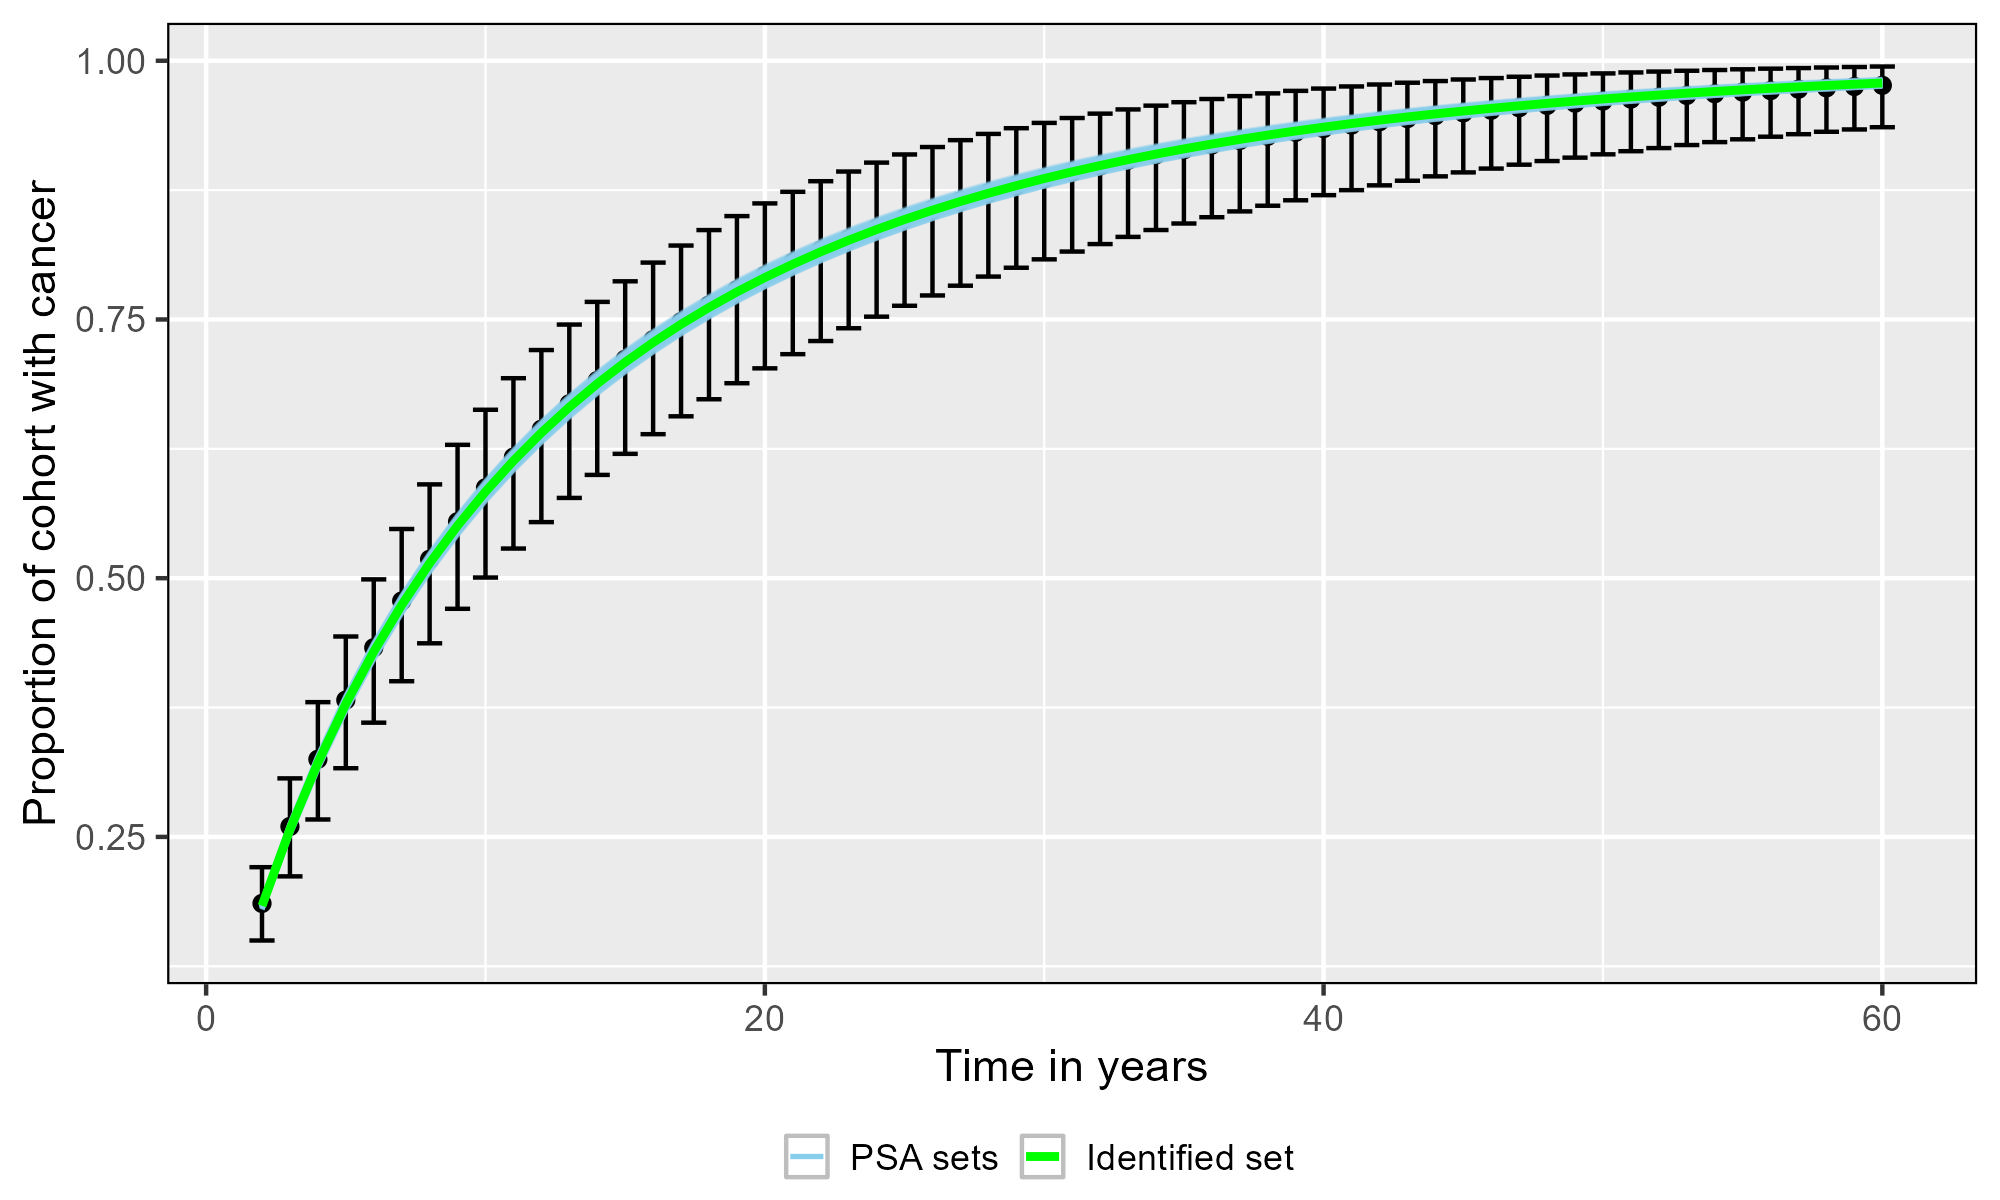 Proportion of cohort with cancer
1.00
0.75
0.50
0.25
0 20 40 60
Time in years
PSA sets Identified set